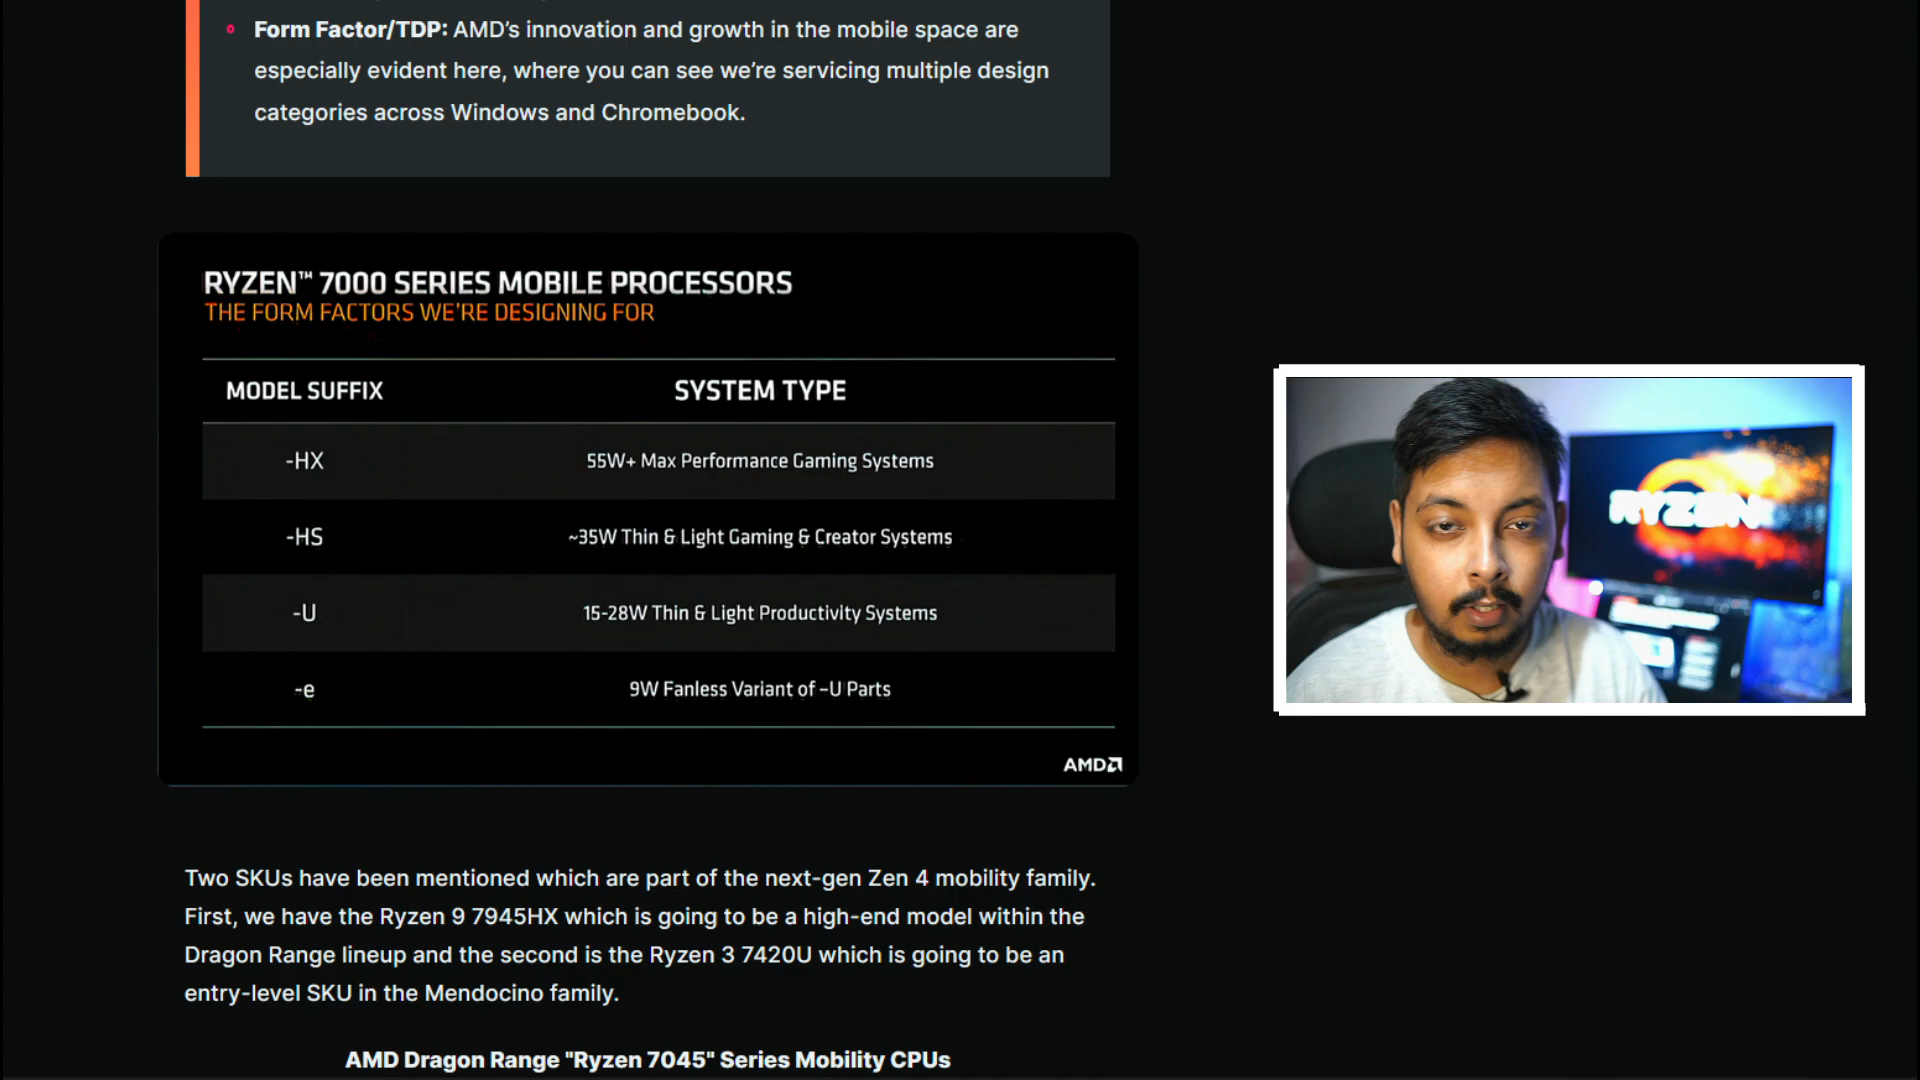 Form Factor/TDP: AMD’s innovation and growth in the mobile space are
especially evident here, where you can see we’re servicing multiple design
categories across Windows and Chromebook.
RYZEN™ 7000 SERIES MOBILE PROCESSORS
THE FORM FACTORS WE'RE DESIGNING FOR
MODEL SUFFIX SYSTEM TYPE
-HX 55W+ Max Performance Gaming Systems
-HS ~35W Thin & Light Gaming & Creator Systems
-U 15-28W Thin & Light Productivity Systems
-e 9W Fanless Variant of –U Parts
AMD
RYZEN
Two SKUs have been mentioned which are part of the next-gen Zen 4 mobility family.
First, we have the Ryzen 9 7945HX which is going to be a high-end model within the
Dragon Range lineup and the second is the Ryzen 3 7420U which is going to be an
entry-level SKU in the Mendocino family.
AMD Dragon Range "Ryzen 7045" Series Mobility CPUs